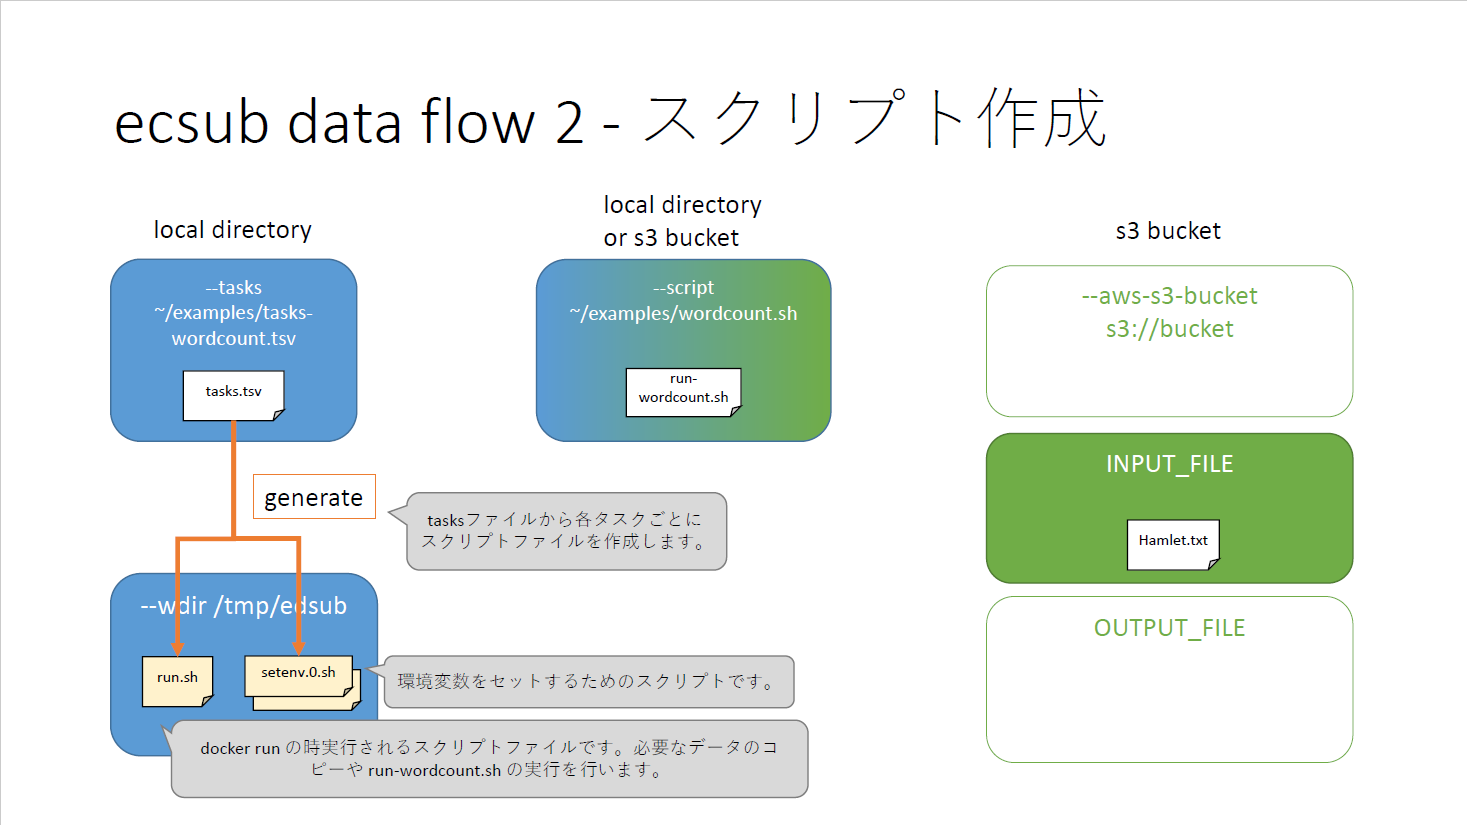 ecsub data flow 2 - スクリプト作成
local directory
--tasks
~/examples/tasks-
wordcount.tsv
tasks.tsv
local directory
or s3 bucket
--script
~/examples/wordcount.sh
run-
wordcount.sh
s3 bucket
--aws-s3-bucket
s3://bucket
INPUT_FILE
Hamlet.txt
OUTPUT_FILE
generate
tasksファイルから各タスクごとに
スクリプトファイルを作成します。
--wdir /tmp/edsub
run.sh
setenv.0.sh
環境変数をセットするためのスクリプトです。
docker run の時実行されるスクリプトファイルです。必要なデータのコ
ピーや run-wordcount.sh の実行を行います。